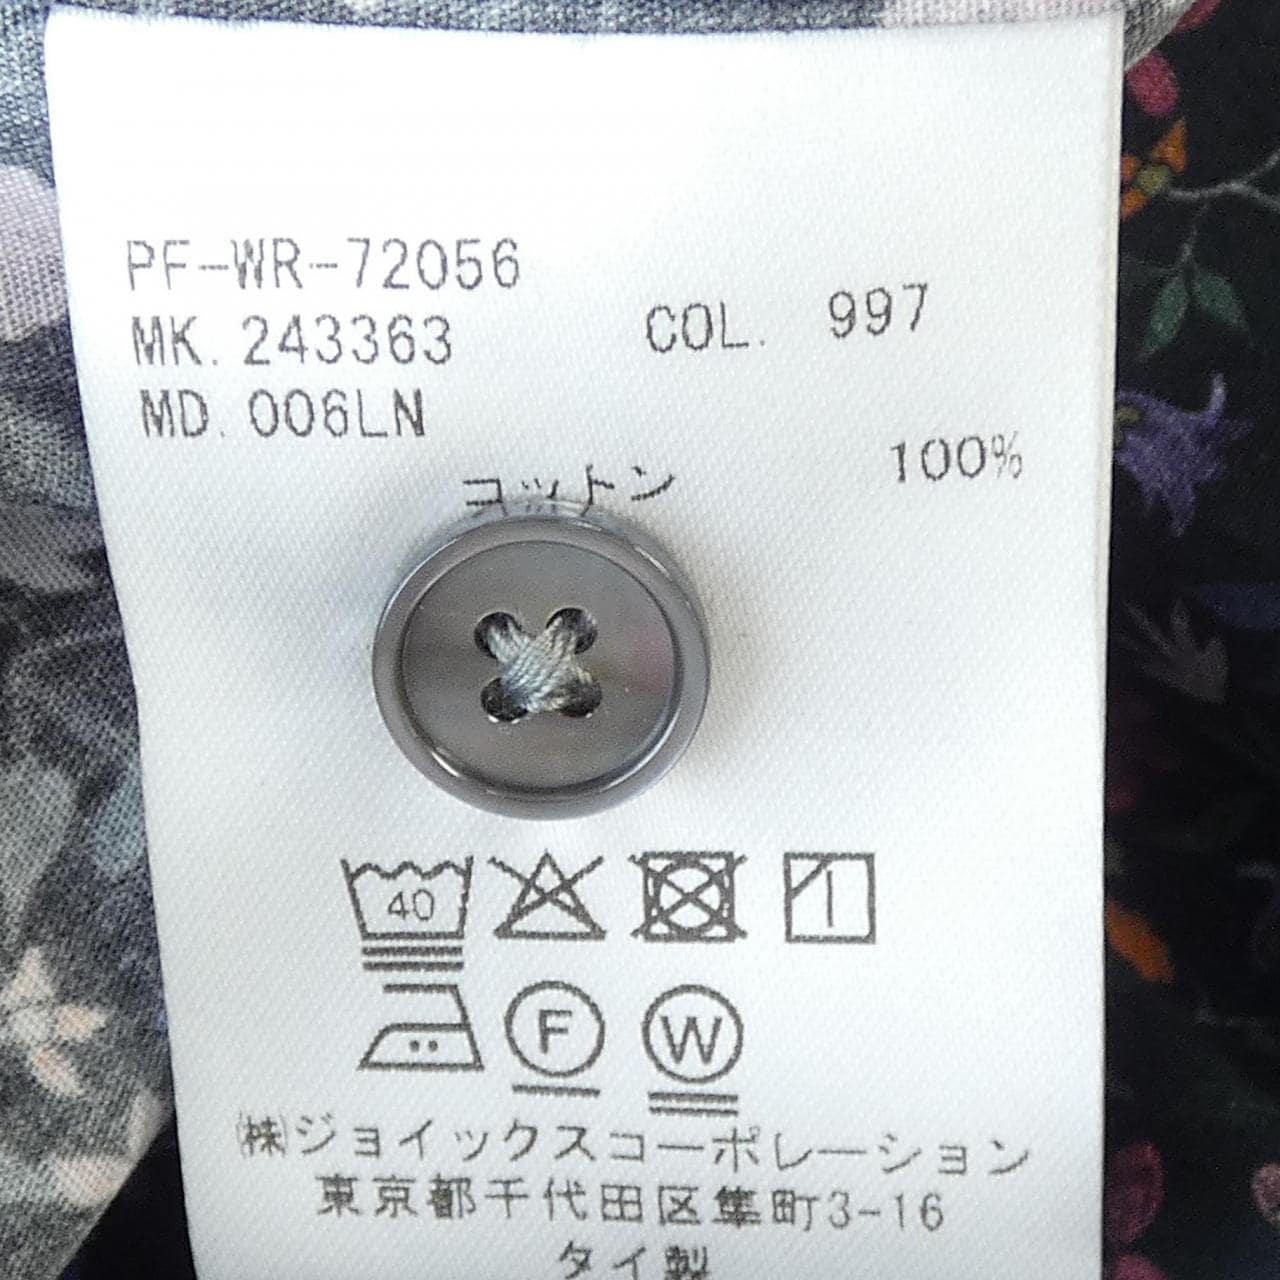 PF-WR-72056
MK. 243363 COL. 997
MD. 006LN
コットン 100%
40
F W
㈱ジョイックスコーポレーション
東京都千代田区隼町3-16
タイ製